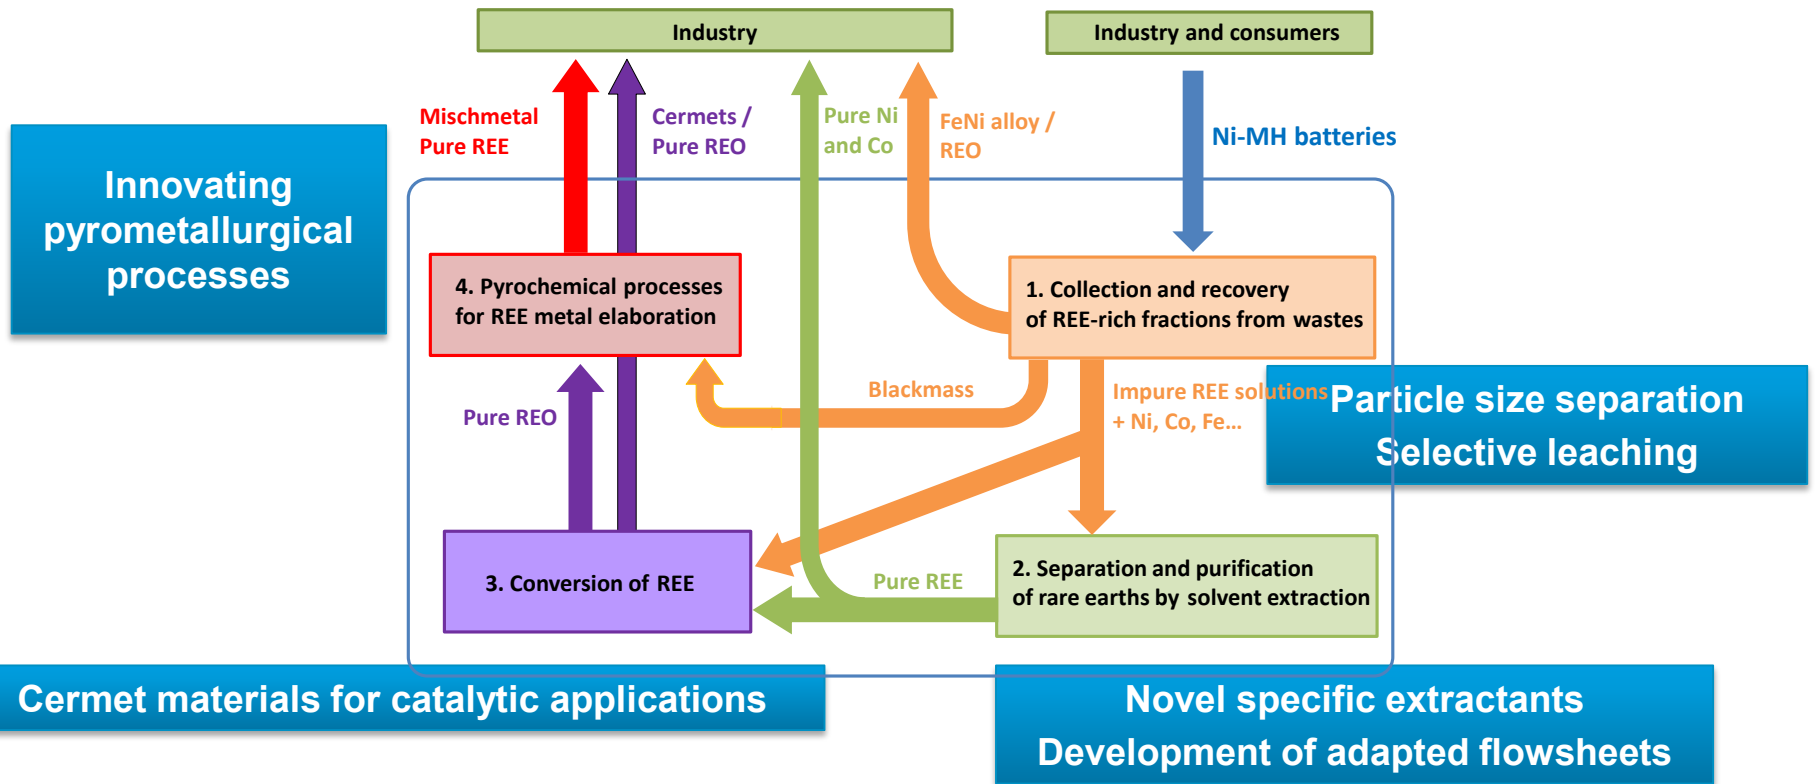 Industry
Industry and consumers
Mischmetal
Pure REE
Cermets /
Pure REO
Pure Ni
and Co
FeNi alloy /
REO
Ni-MH batteries
Innovating
pyrometallurgical
processes
4. Pyrochemical processes
for REE metal elaboration
1. Collection and recovery
of REE-rich fractions from wastes
Pure REO
Blackmass
Impure REE solutions
+ Ni, Co, Fe...
Particle size separation
Selective leaching
3. Conversion of REE
Pure REE
2. Separation and purification
of rare earths by solvent extraction
Cermet materials for catalytic applications
Novel specific extractants
Development of adapted flowsheets